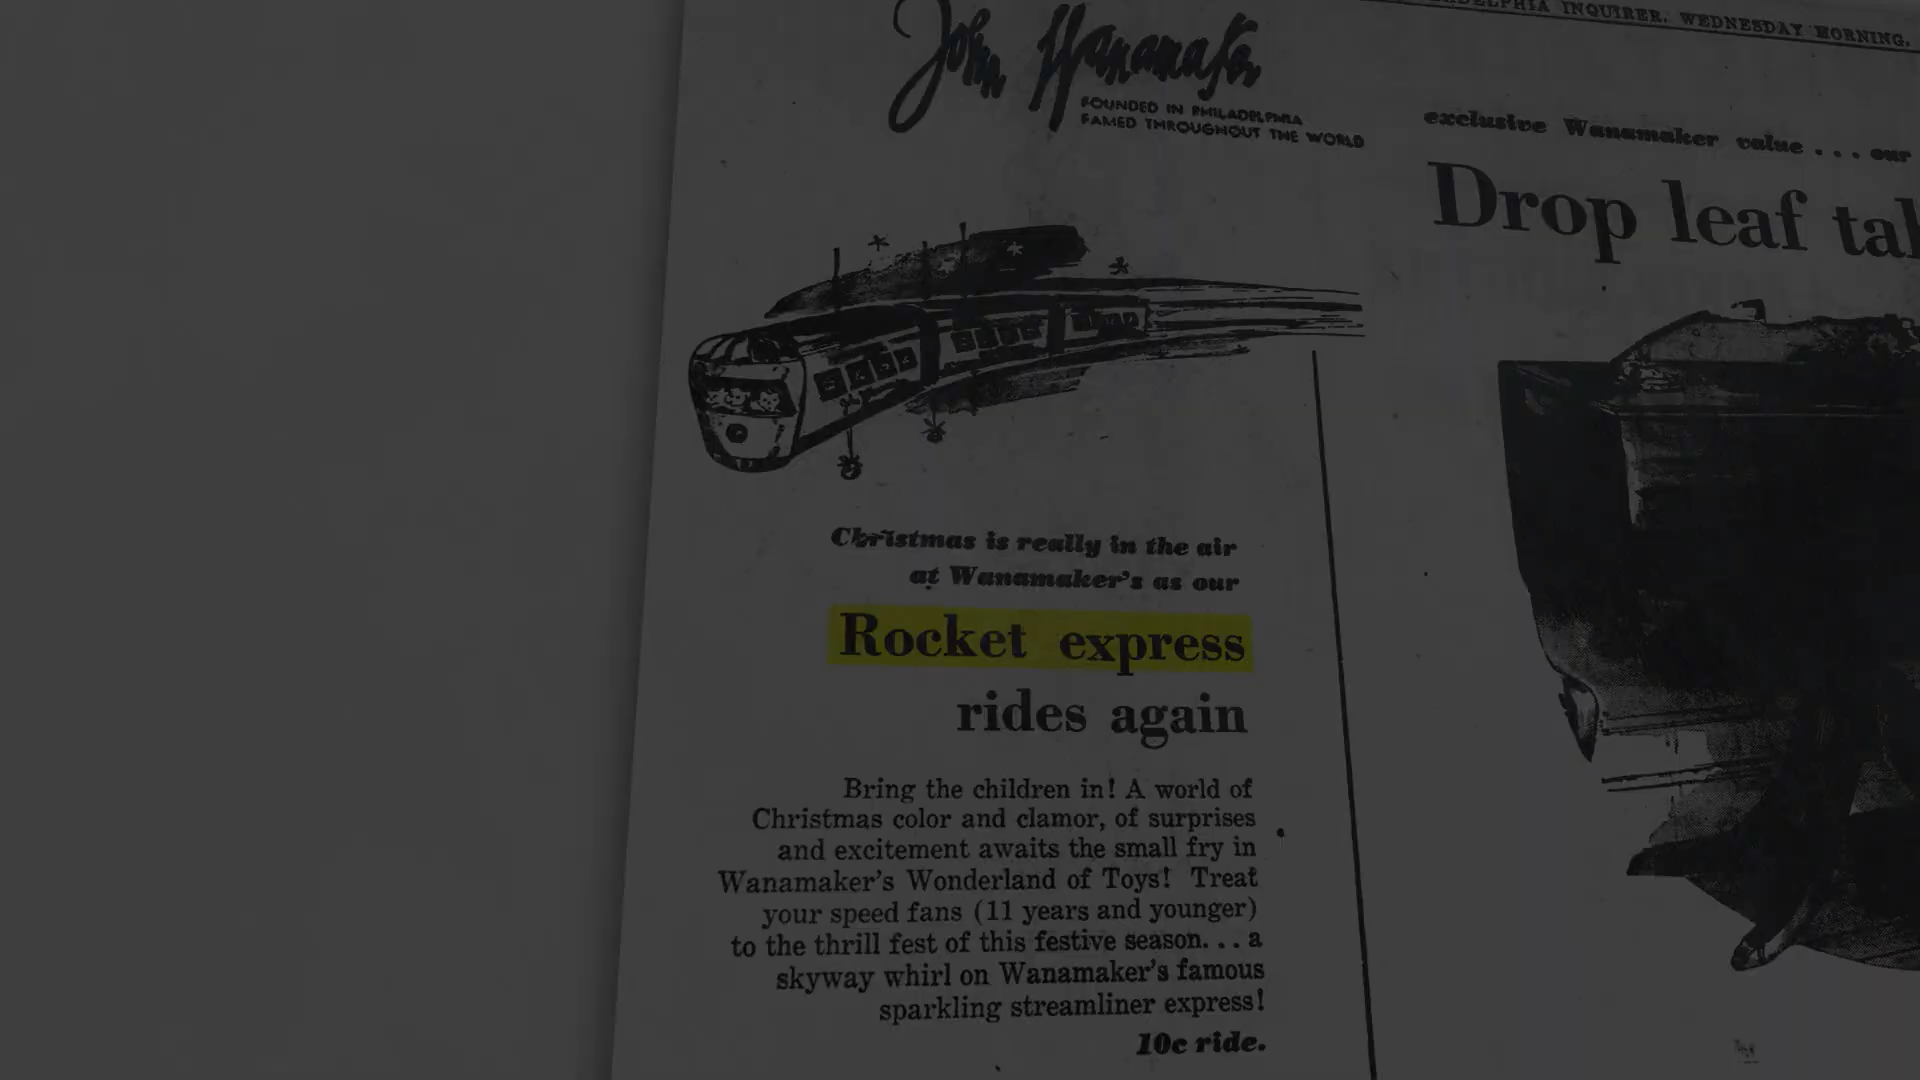 John Wanamaker
FOUNDED IN PHILADELPHIA
FAMED THROUGHOUT THE WORLD
Christmas is really in the air
at Wanamaker's as our
Rocket express
rides again
Bring the children in! A world of
Christmas color and clamor, of surprises
and excitement awaits the small fry in
Wanamaker's Wonderland of Toys! Treat
your speed fans (11 years and younger)
to the thrill fest of this festive season...a
skyway whirl on Wanamaker's famous
sparkling streamliner express!
10c ride.
INQUIRER, WEDNESDAY MORNING,
exclusive Wanamaker value...our
Drop leaf